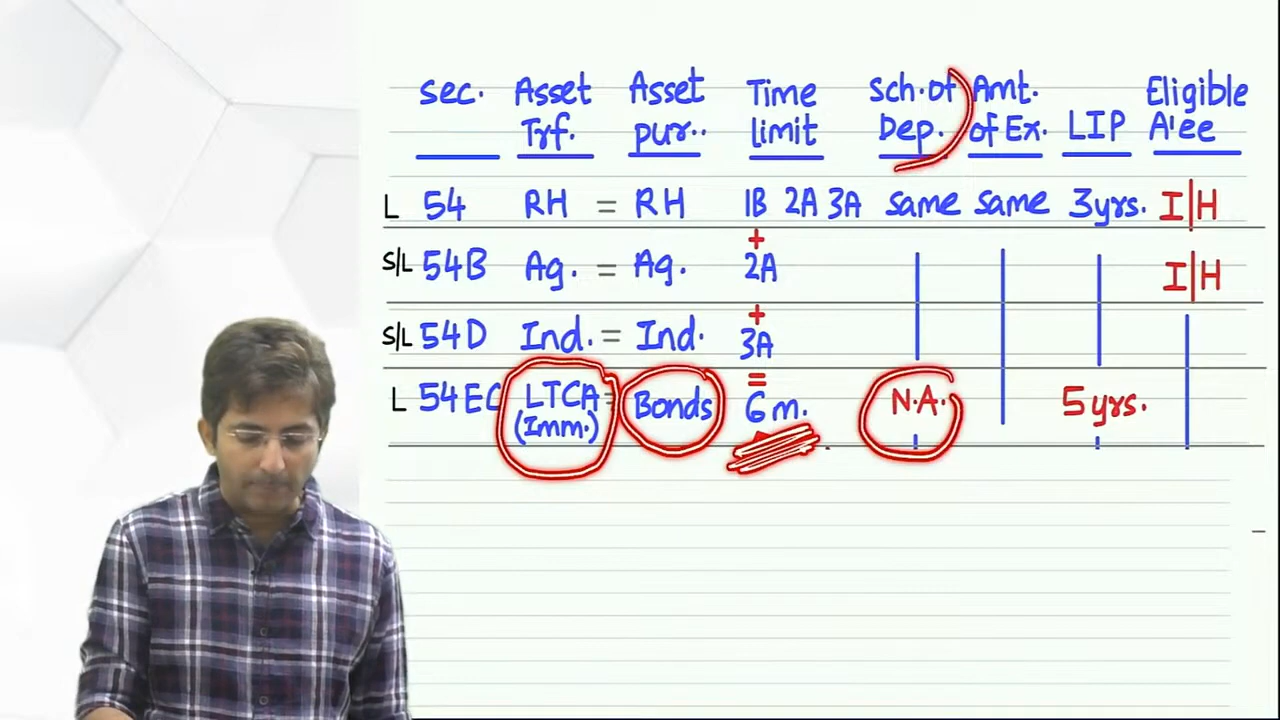 Sec. Asset Trf. Asset pur.. Time limit Sch.of Dep. Amt. of Ex. LIP Eligible A'ee
L 54 RH = RH 1B 2A 3A same same 3yrs. I|H
+
S/L 54B Ag. = Ag. 2A I|H
+
S/L 54D Ind. = Ind. 3A
=
L 54EC LTCA (Imm.) = Bonds 6m. N.A. 5yrs.